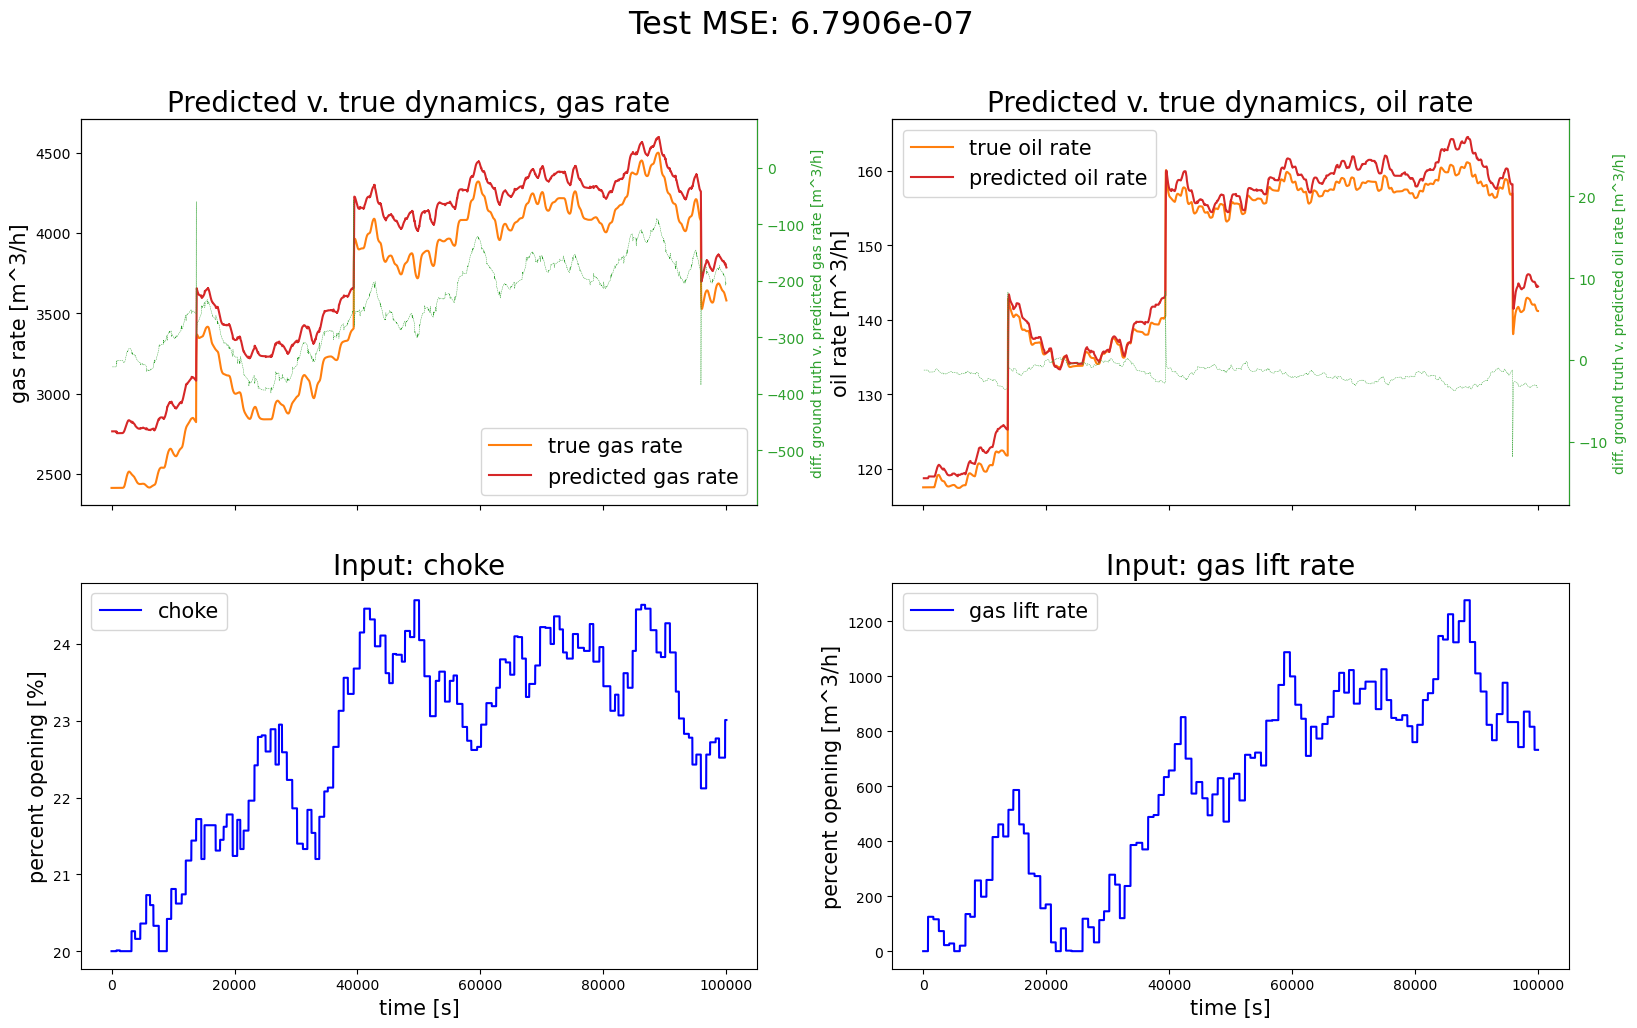 Test MSE: 6.7906e-07
Predicted v. true dynamics, gas rate
gas rate [m^3/h]
4500
4000
3500
3000
2500
0
−100
−200
−300
−400
−500
diff. ground truth v. predicted gas rate [m^3/h]
true gas rate
predicted gas rate
Predicted v. true dynamics, oil rate
oil rate [m^3/h]
160
150
140
130
120
20
10
0
−10
diff. ground truth v. predicted oil rate [m^3/h]
true oil rate
predicted oil rate
Input: choke
percent opening [%]
24
23
22
21
20
choke
0 20000 40000 60000 80000 100000
time [s]
Input: gas lift rate
percent opening [m^3/h]
1200
1000
800
600
400
200
0
gas lift rate
0 20000 40000 60000 80000 100000
time [s]